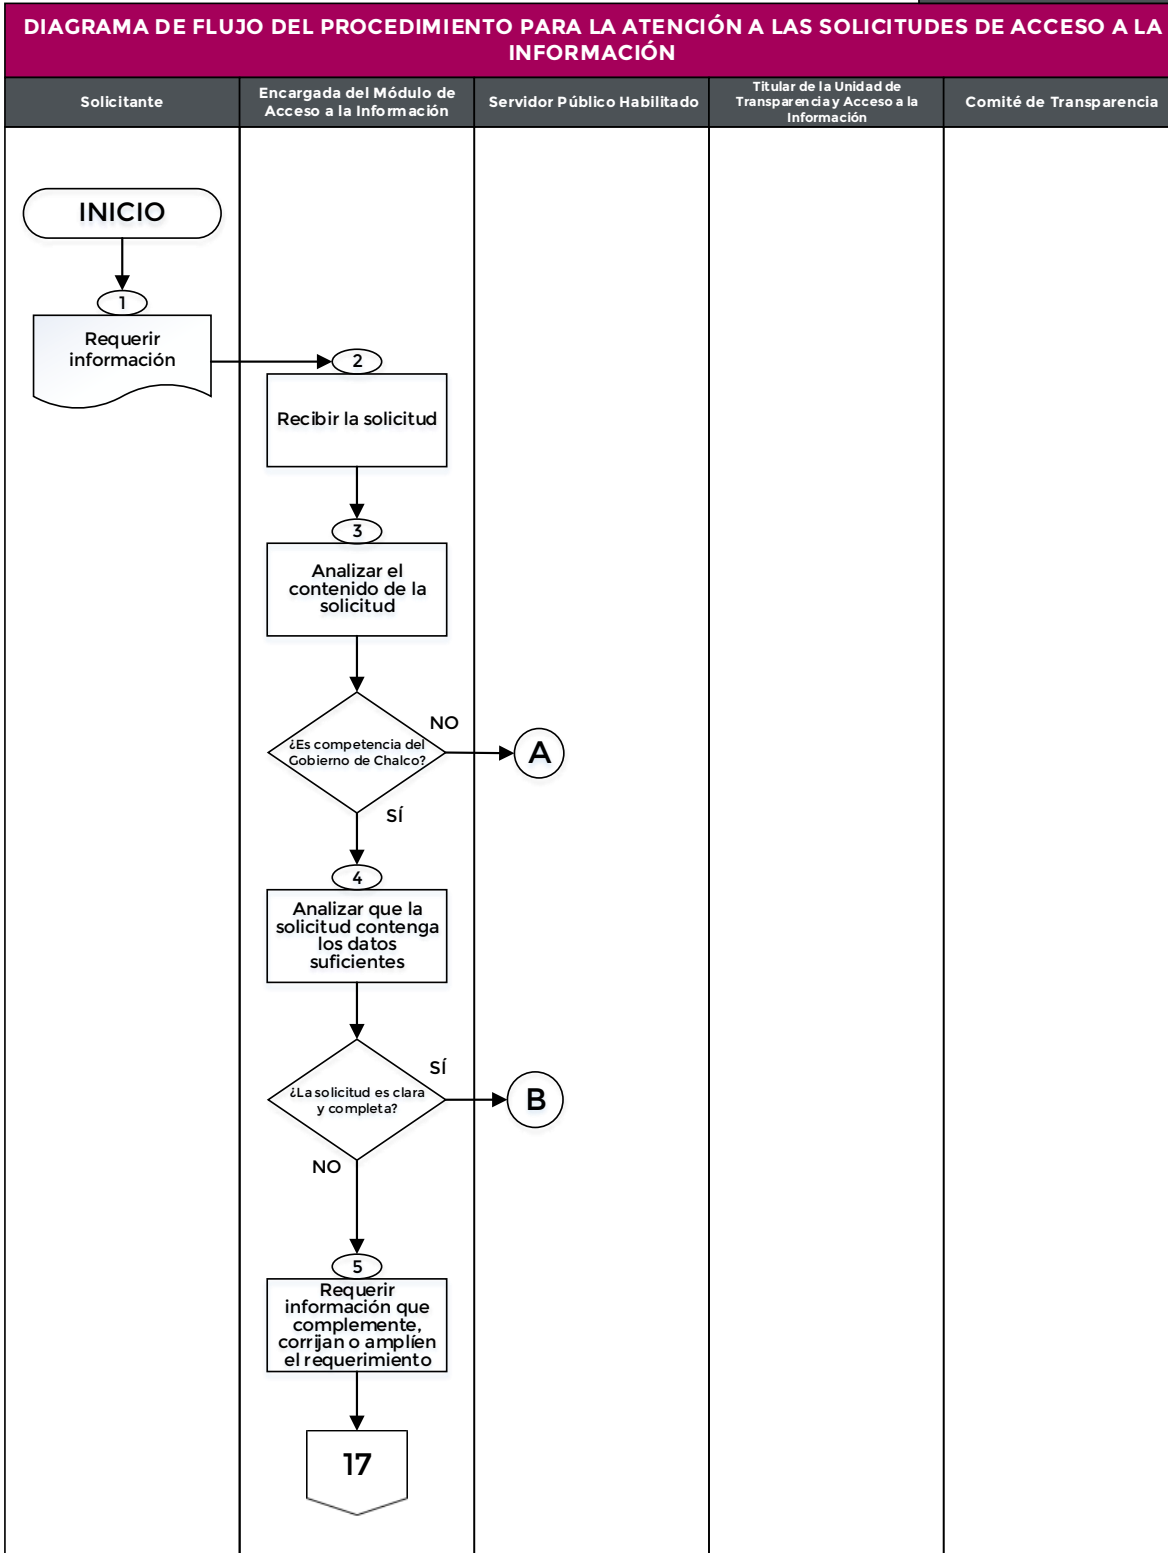 DIAGRAMA DE FLUJO DEL PROCEDIMIENTO PARA LA ATENCIÓN A LAS SOLICITUDES DE ACCESO A LA
INFORMACIÓN
Solicitante
Encargada del Módulo de
Acceso a la Información
Servidor Público Habilitado
Titular de la Unidad de
Transparencia y Acceso a la
Información
Comité de Transparencia
INICIO
1
Requerir
información
2
Recibir la solicitud
3
Analizar el
contenido de la
solicitud
¿Es competencia del
Gobierno de Chalco?
NO
A
SÍ
4
Analizar que la
solicitud contenga
los datos
suficientes
¿La solicitud es clara
y completa?
SÍ
B
NO
5
Requerir
información que
complemente,
corrijan o amplíen
el requerimiento
17